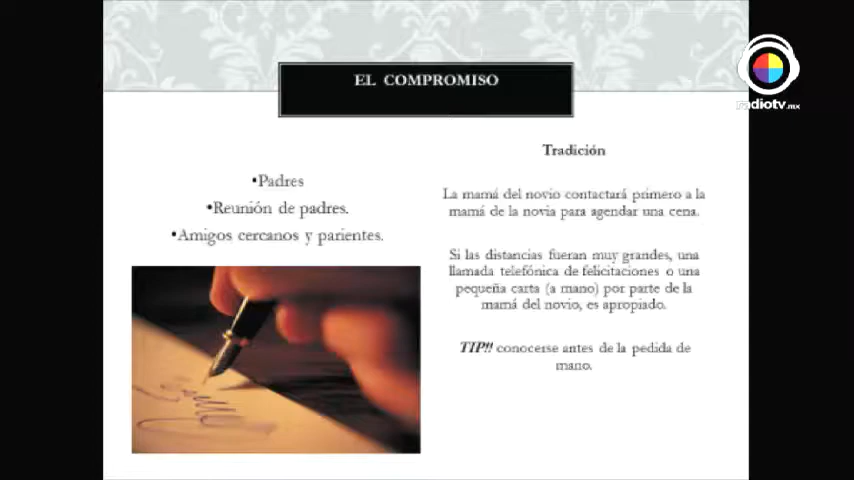 EL COMPROMISO
radiotv.mx
•Padres
•Reunión de padres.
•Amigos cercanos y parientes.
Tradición
La mamá del novio contactará primero a la
mamá de la novia para agendar una cena.
Si las distancias fueran muy grandes, una
llamada telefónica de felicitaciones o una
pequeña carta (a mano) por parte de la
mamá del novio, es apropiado.
TIP!! conocerse antes de la pedida de
mano.